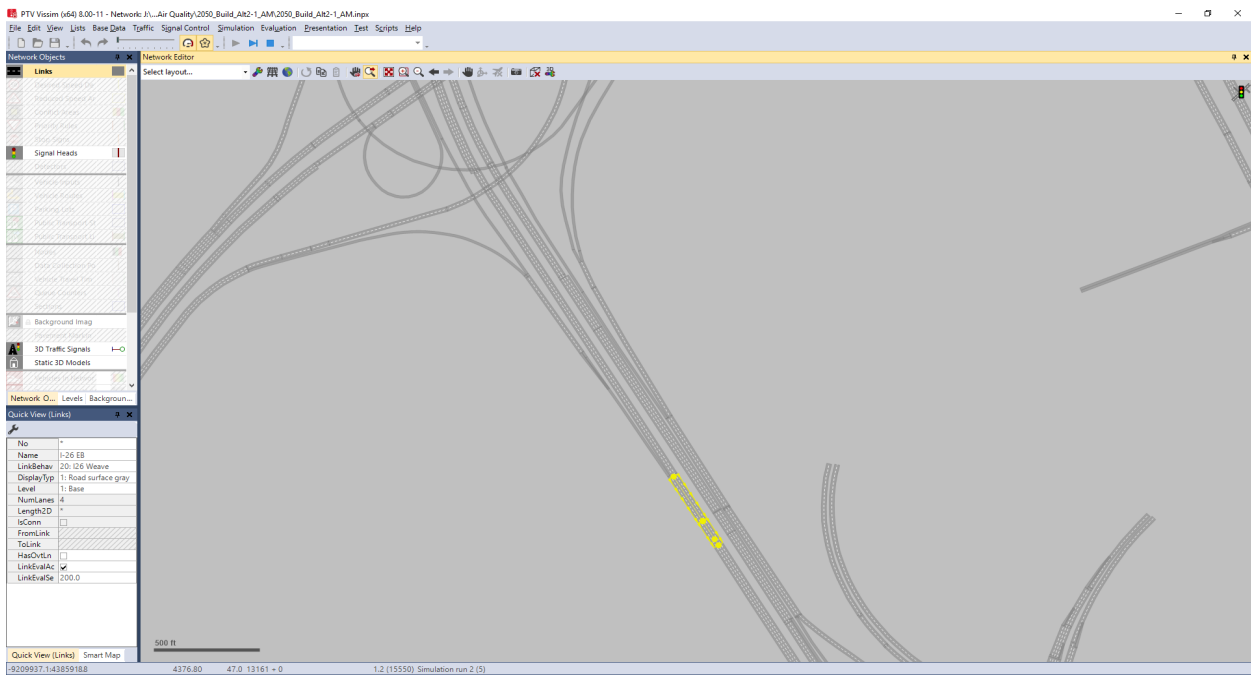 PTV Vissim (x64) 8.00-11 - Network: J:\...Air Quality\2050_Build_Alt2-1_AM\2050_Build_Alt2-1_AM.inpx
File Edit View Lists Base Data Traffic Signal Control Simulation Evaluation Presentation Test Scripts Help
Network Objects
Network Editor
Links
Select layout...
Signal Heads
Background Imag
3D Traffic Signals
Static 3D Models
Network O... Levels Backgroun...
Quick View (Links)
No *
Name I-26 EB
LinkBehav 20: I26 Weave
DisplayTyp 1: Road surface gray
Level 1: Base
NumLanes 4
Length2D *
IsConn
FromLink
ToLink
HasOvtLn
LinkEvalAc
LinkEvalSe 200.0
500 ft
Quick View (Links) Smart Map
-9209937.1:4385918.8 4376.80 47.0 13161 + 0 1.2 (15550) Simulation run 2 (5)